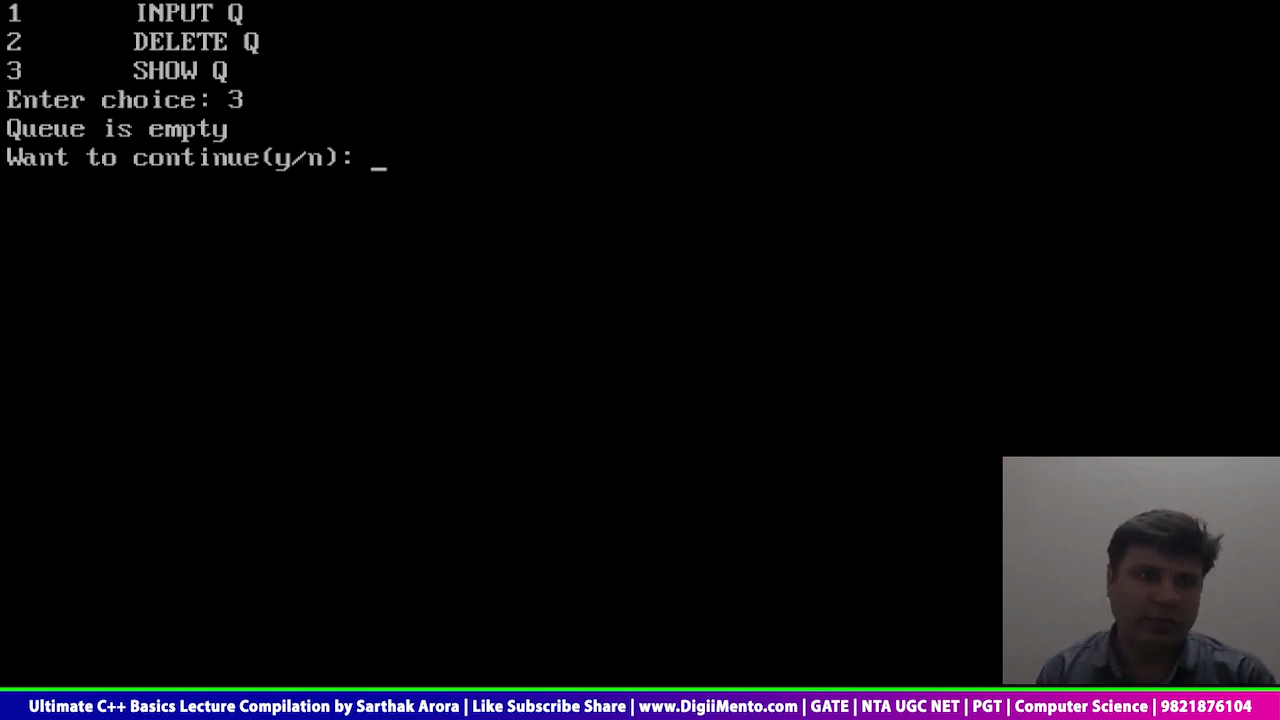 1 INPUT Q
2 DELETE Q
3 SHOW Q
Enter choice: 3
Queue is empty
Want to continue(y/n): _
Ultimate C++ Basics Lecture Compilation by Sarthak Arora | Like Subscribe Share | www.DigiiMento.com | GATE | NTA UGC NET | PGT | Computer Science | 9821876104